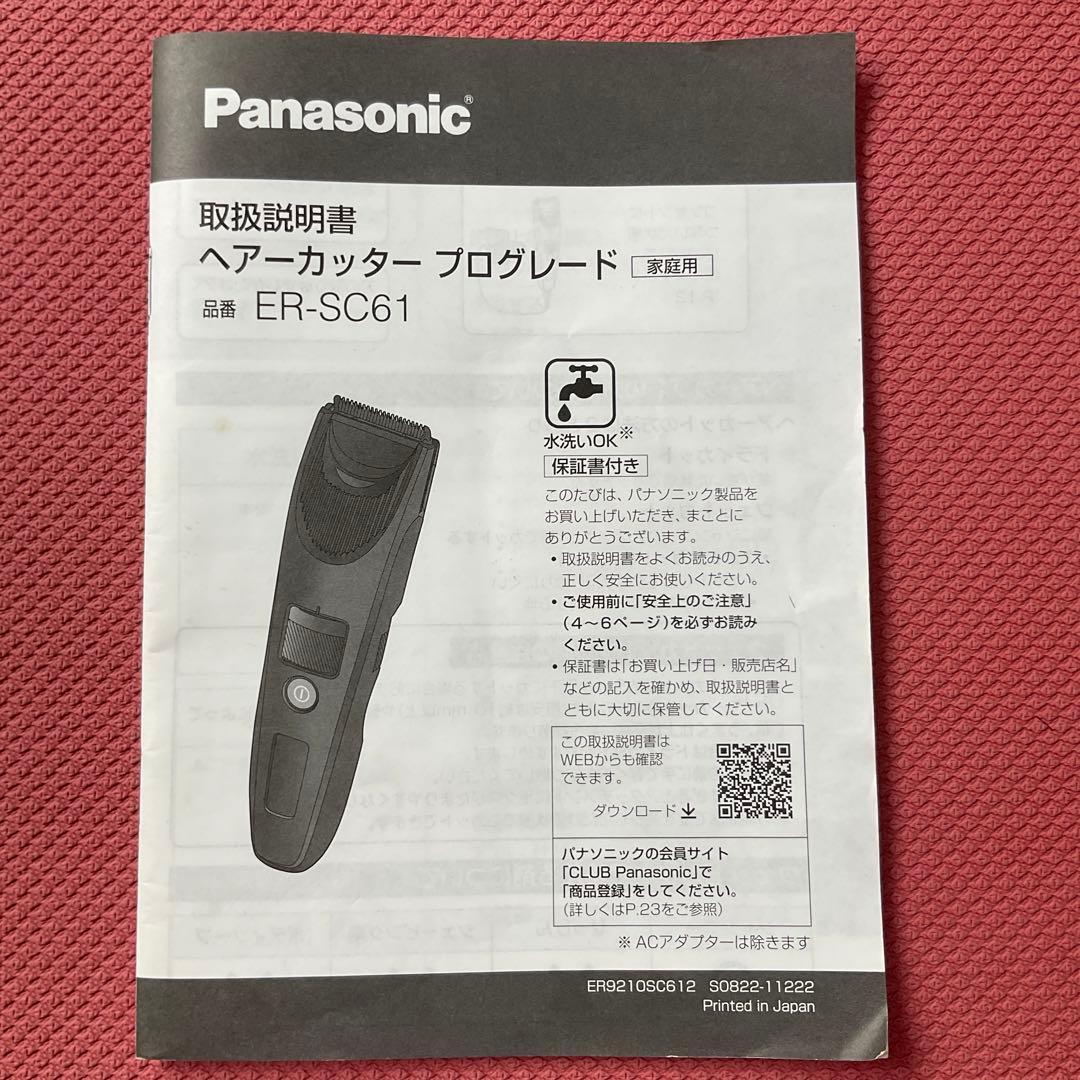 Panasonic®
取扱説明書
ヘアーカッター プログレード 家庭用
品番 ER-SC61
水洗いOK※
保証書付き
このたびは、パナソニック製品を
お買い上げいただき、まことに
ありがとうございます。
• 取扱説明書をよくお読みのうえ、
正しく安全にお使いください。
• ご使用前に「安全上のご注意」
(4～6ページ)を必ずお読み
ください。
• 保証書は「お買い上げ日・販売店名」
などの記入を確かめ、取扱説明書と
ともに大切に保管してください。
この取扱説明書は
WEBからも確認
できます。
ダウンロード
パナソニックの会員サイト
「CLUB Panasonic」で
「商品登録」をしてください。
(詳しくはP.23をご参照)
※ ACアダプターは除きます
ER9210SC612 S0822-11222
Printed in Japan